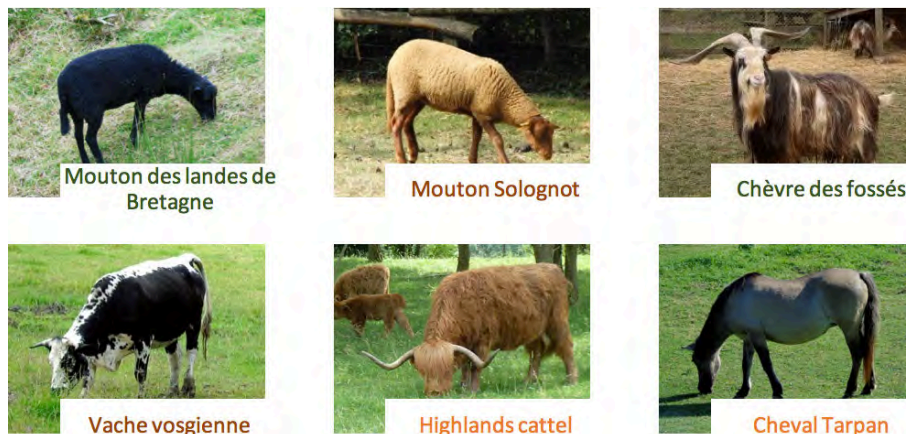 Mouton des landes de
Bretagne
Mouton Solognot
Chèvre des fossés
Vache vosgienne
Highlands cattel
Cheval Tarpan